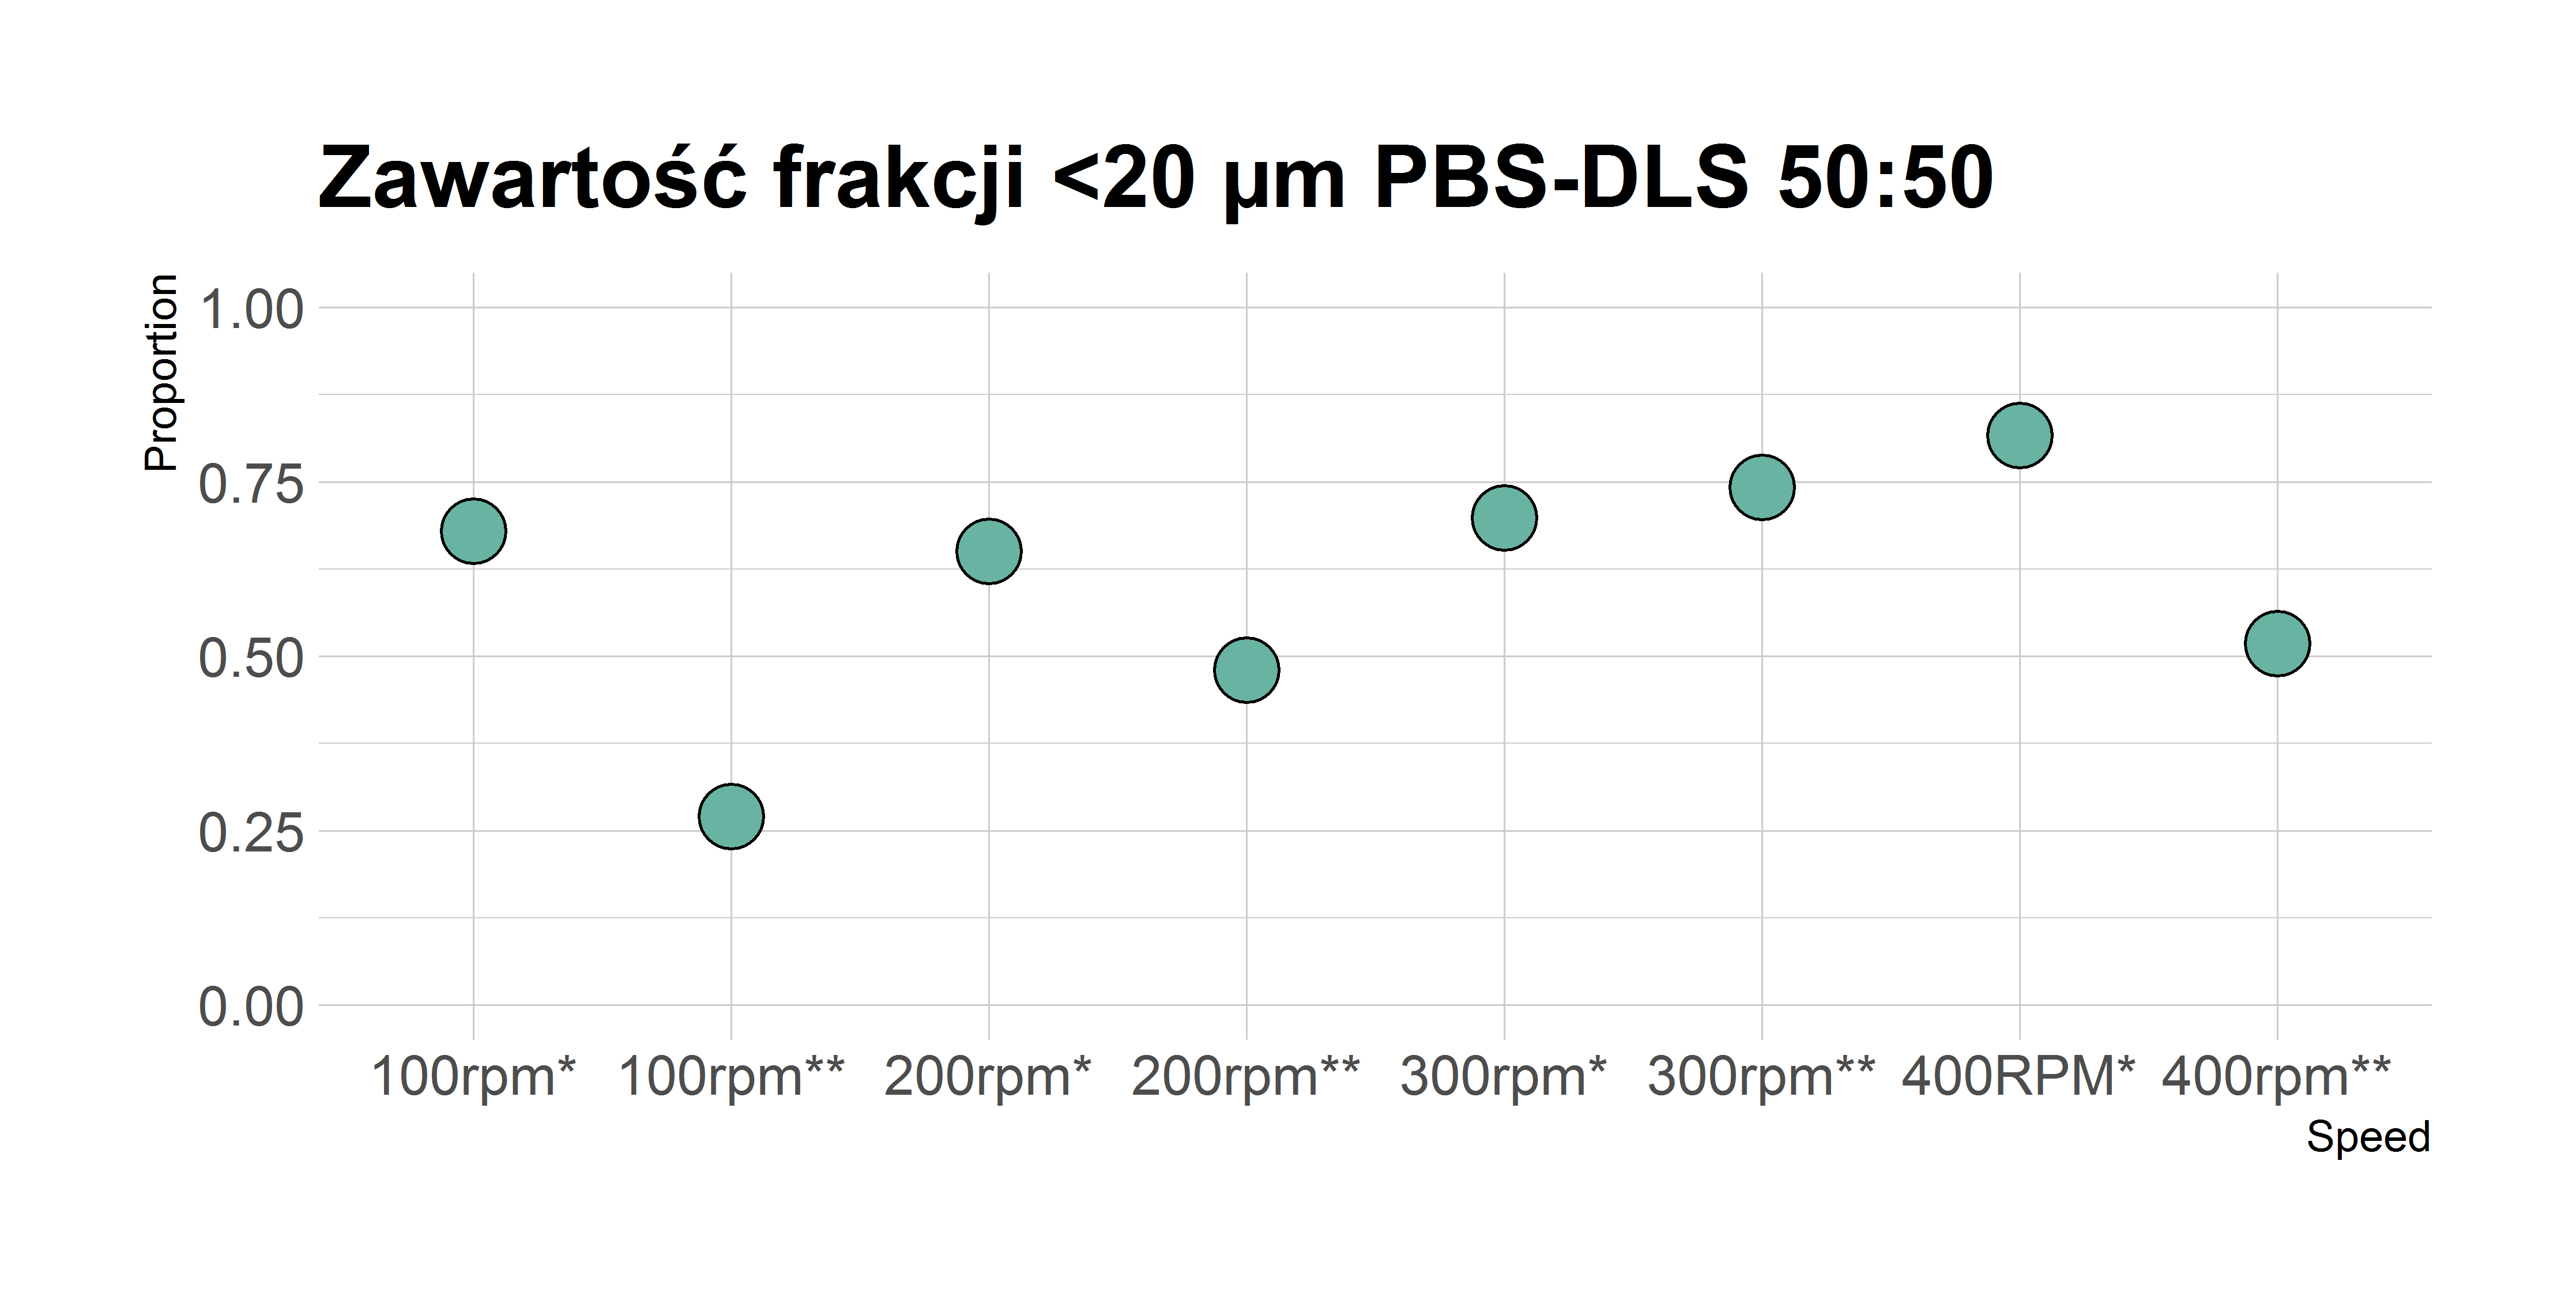 Zawartość frakcji <20 µm PBS-DLS 50:50
Proportion
1.00
0.75
0.50
0.25
0.00
100rpm* 100rpm** 200rpm* 200rpm** 300rpm* 300rpm** 400RPM* 400rpm**
Speed